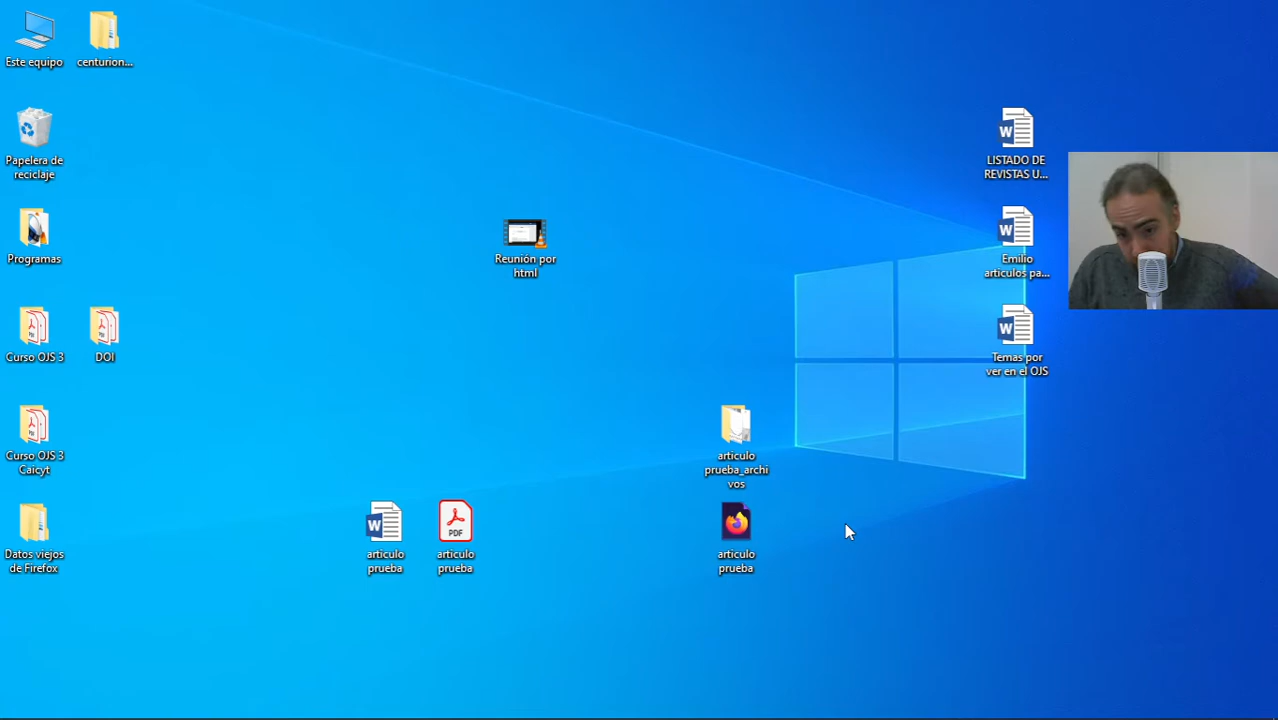 Este equipo
centurion...
Papelera de
reciclaje
Programas
Curso OJS 3
DOI
Curso OJS 3
Caicyt
Datos viejos
de Firefox
Reunión por
html
W
articulo
prueba
PDF
articulo
prueba
articulo
prueba_archi
vos
articulo
prueba
W
LISTADO DE
REVISTAS U...
W
Emilio
articulos pa...
W
Temas por
ver en el OJS